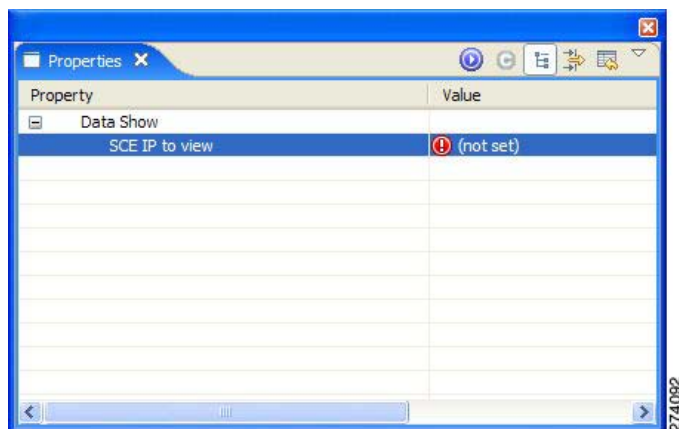 Properties
Property Value
Data Show
SCE IP to view (not set)
274092